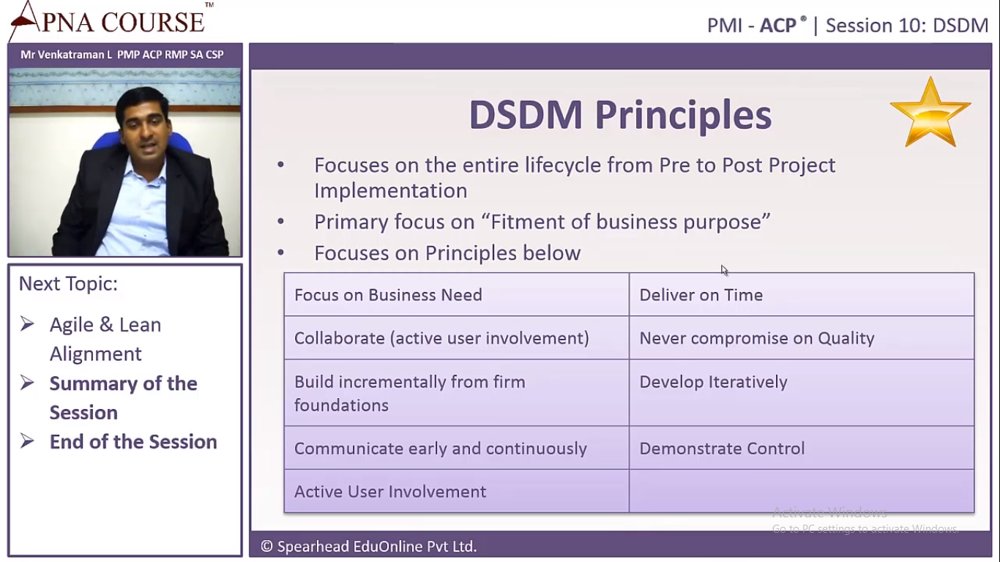 APNA COURSE™
PMI - ACP® | Session 10: DSDM
Mr Venkatraman L PMP ACP RMP SA CSP
Next Topic:
➢ Agile & Lean
Alignment
➢ Summary of the
Session
➢ End of the Session
DSDM Principles
• Focuses on the entire lifecycle from Pre to Post Project
Implementation
• Primary focus on “Fitment of business purpose”
• Focuses on Principles below
Focus on Business Need
Deliver on Time
Collaborate (active user involvement)
Never compromise on Quality
Build incrementally from firm
foundations
Develop Iteratively
Communicate early and continuously
Demonstrate Control
Active User Involvement
Activate Windows
Go to PC settings to activate Windows.
© Spearhead EduOnline Pvt Ltd.